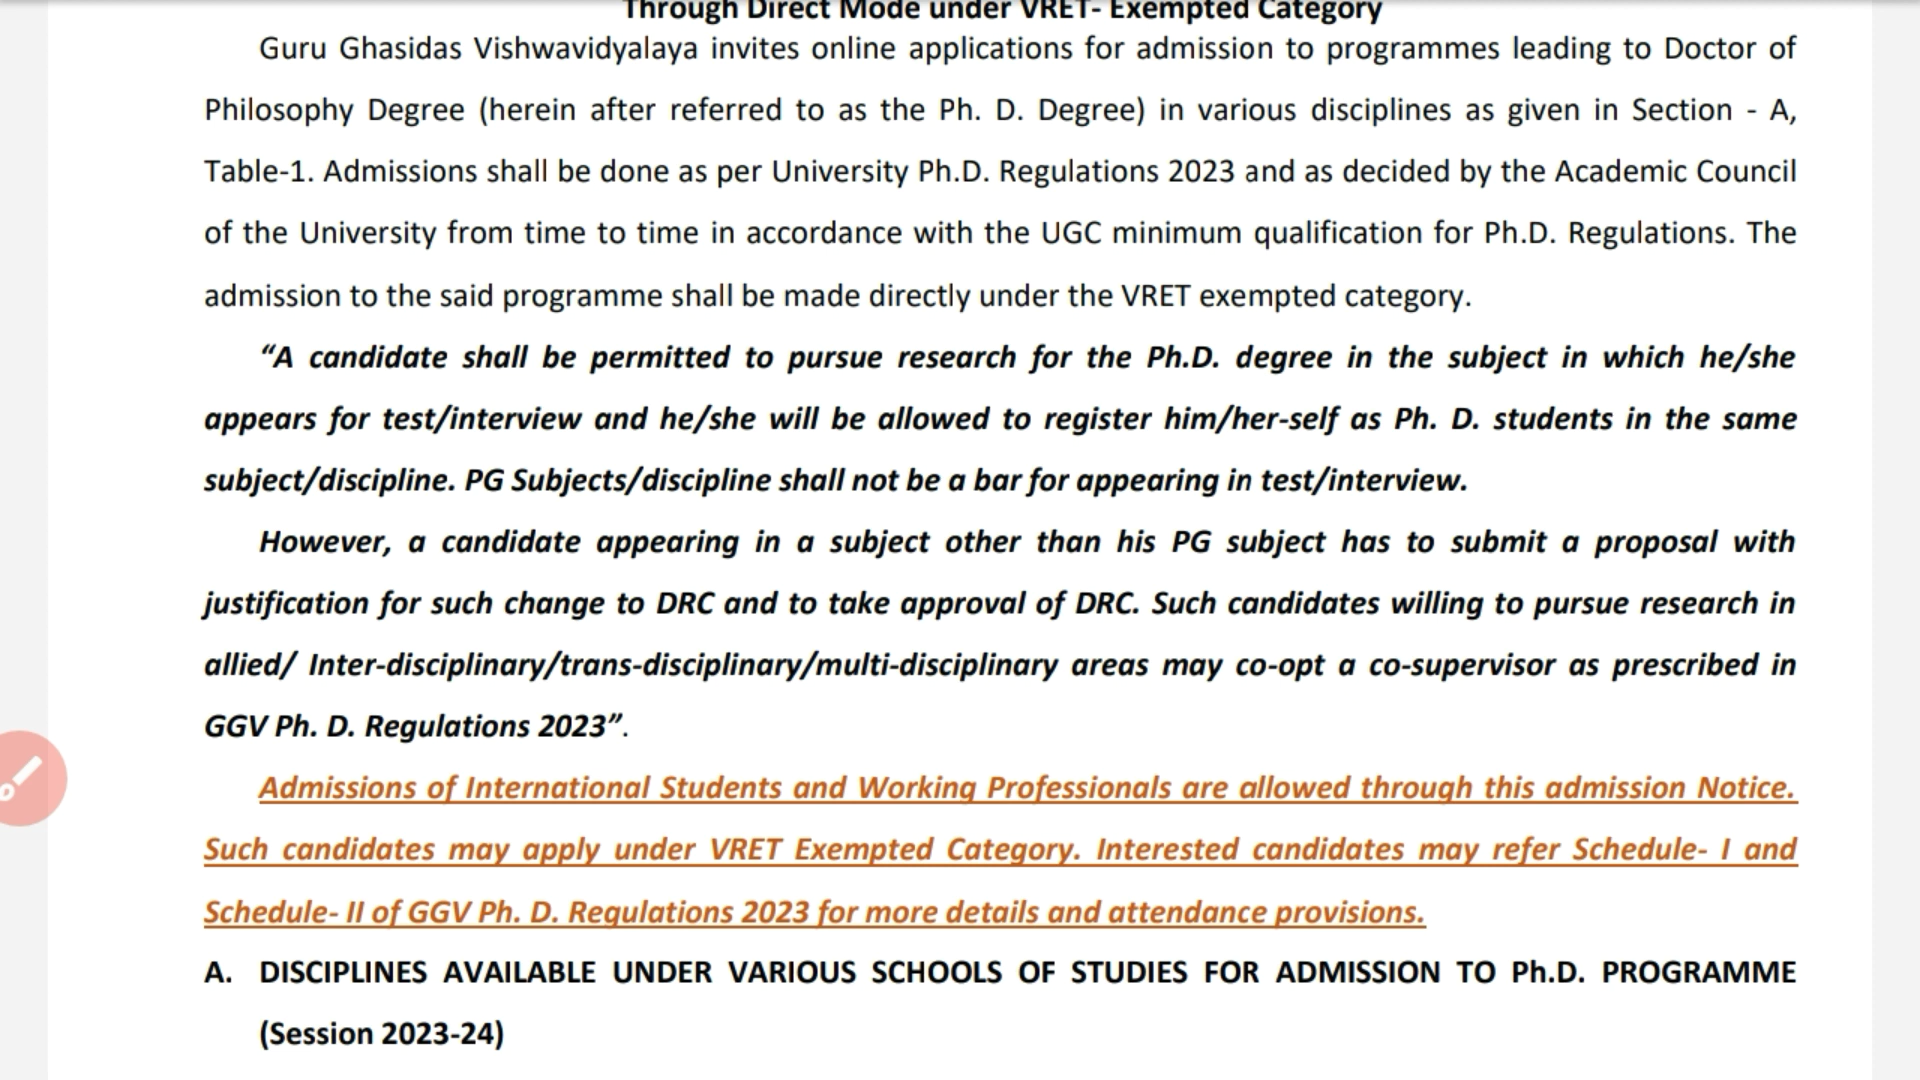 Through Direct Mode under VRET- Exempted Category
Guru Ghasidas Vishwavidyalaya invites online applications for admission to programmes leading to Doctor of
Philosophy Degree (herein after referred to as the Ph. D. Degree) in various disciplines as given in Section - A,
Table-1. Admissions shall be done as per University Ph.D. Regulations 2023 and as decided by the Academic Council
of the University from time to time in accordance with the UGC minimum qualification for Ph.D. Regulations. The
admission to the said programme shall be made directly under the VRET exempted category.
“A candidate shall be permitted to pursue research for the Ph.D. degree in the subject in which he/she
appears for test/interview and he/she will be allowed to register him/her-self as Ph. D. students in the same
subject/discipline. PG Subjects/discipline shall not be a bar for appearing in test/interview.
However, a candidate appearing in a subject other than his PG subject has to submit a proposal with
justification for such change to DRC and to take approval of DRC. Such candidates willing to pursue research in
allied/ Inter-disciplinary/trans-disciplinary/multi-disciplinary areas may co-opt a co-supervisor as prescribed in
GGV Ph. D. Regulations 2023”.
Admissions of International Students and Working Professionals are allowed through this admission Notice.
Such candidates may apply under VRET Exempted Category. Interested candidates may refer Schedule- I and
Schedule- II of GGV Ph. D. Regulations 2023 for more details and attendance provisions.
A. DISCIPLINES AVAILABLE UNDER VARIOUS SCHOOLS OF STUDIES FOR ADMISSION TO Ph.D. PROGRAMME
(Session 2023-24)